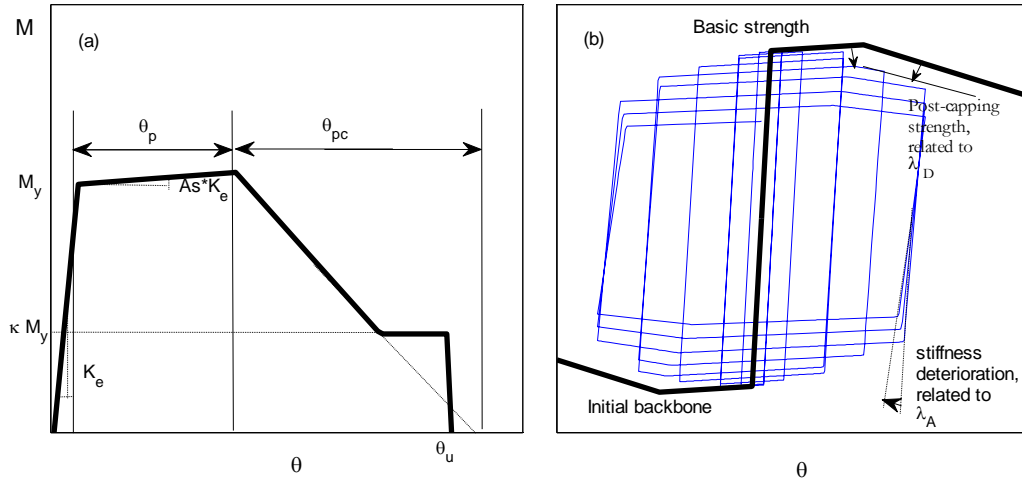 M
(a)
θp
θpc
My
As*Ke
κ My
Ke
θu
θ
(b)
Basic strength
Post-capping
strength,
related to
λD
stiffness
deterioration,
related to
λA
Initial backbone
θ